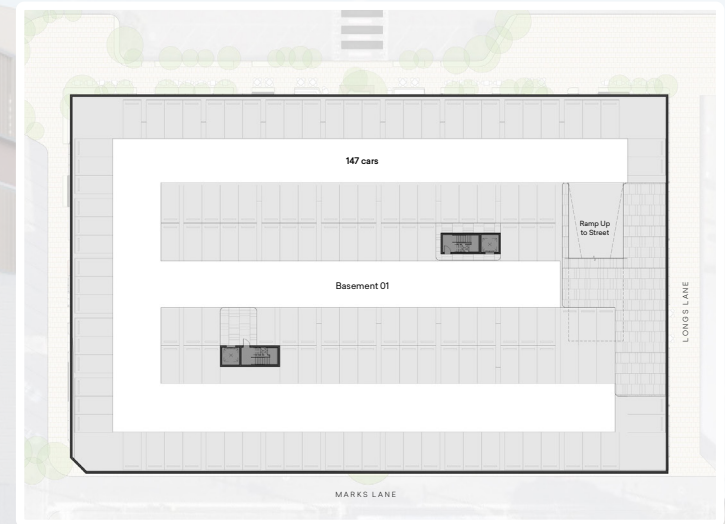 147 cars
Ramp Up
to Street
Basement 01
LONGS LANE
MARKS LANE